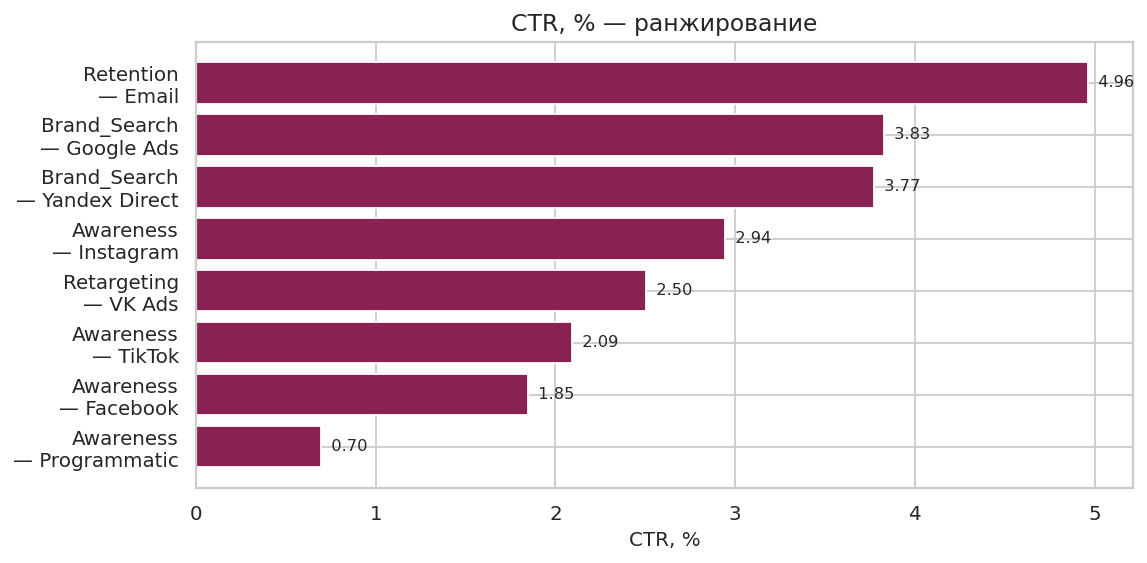 CTR, % — ранжирование
Retention
— Email
4.96
Brand_Search
— Google Ads
3.83
Brand_Search
— Yandex Direct
3.77
Awareness
— Instagram
2.94
Retargeting
— VK Ads
2.50
Awareness
— TikTok
2.09
Awareness
— Facebook
1.85
Awareness
— Programmatic
0.70
0 1 2 3 4 5
CTR, %